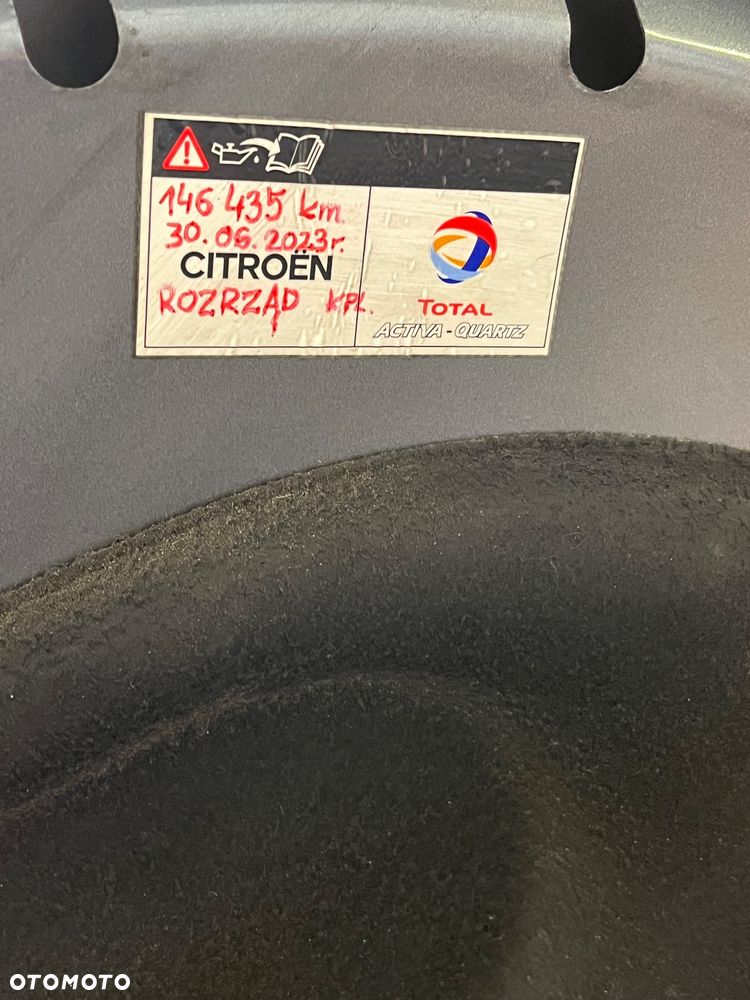 146 435 km
30.06.2023r.
CITROËN
ROZRZĄD KPL.
TOTAL
ACTIVA - QUARTZ
OTOMOTO